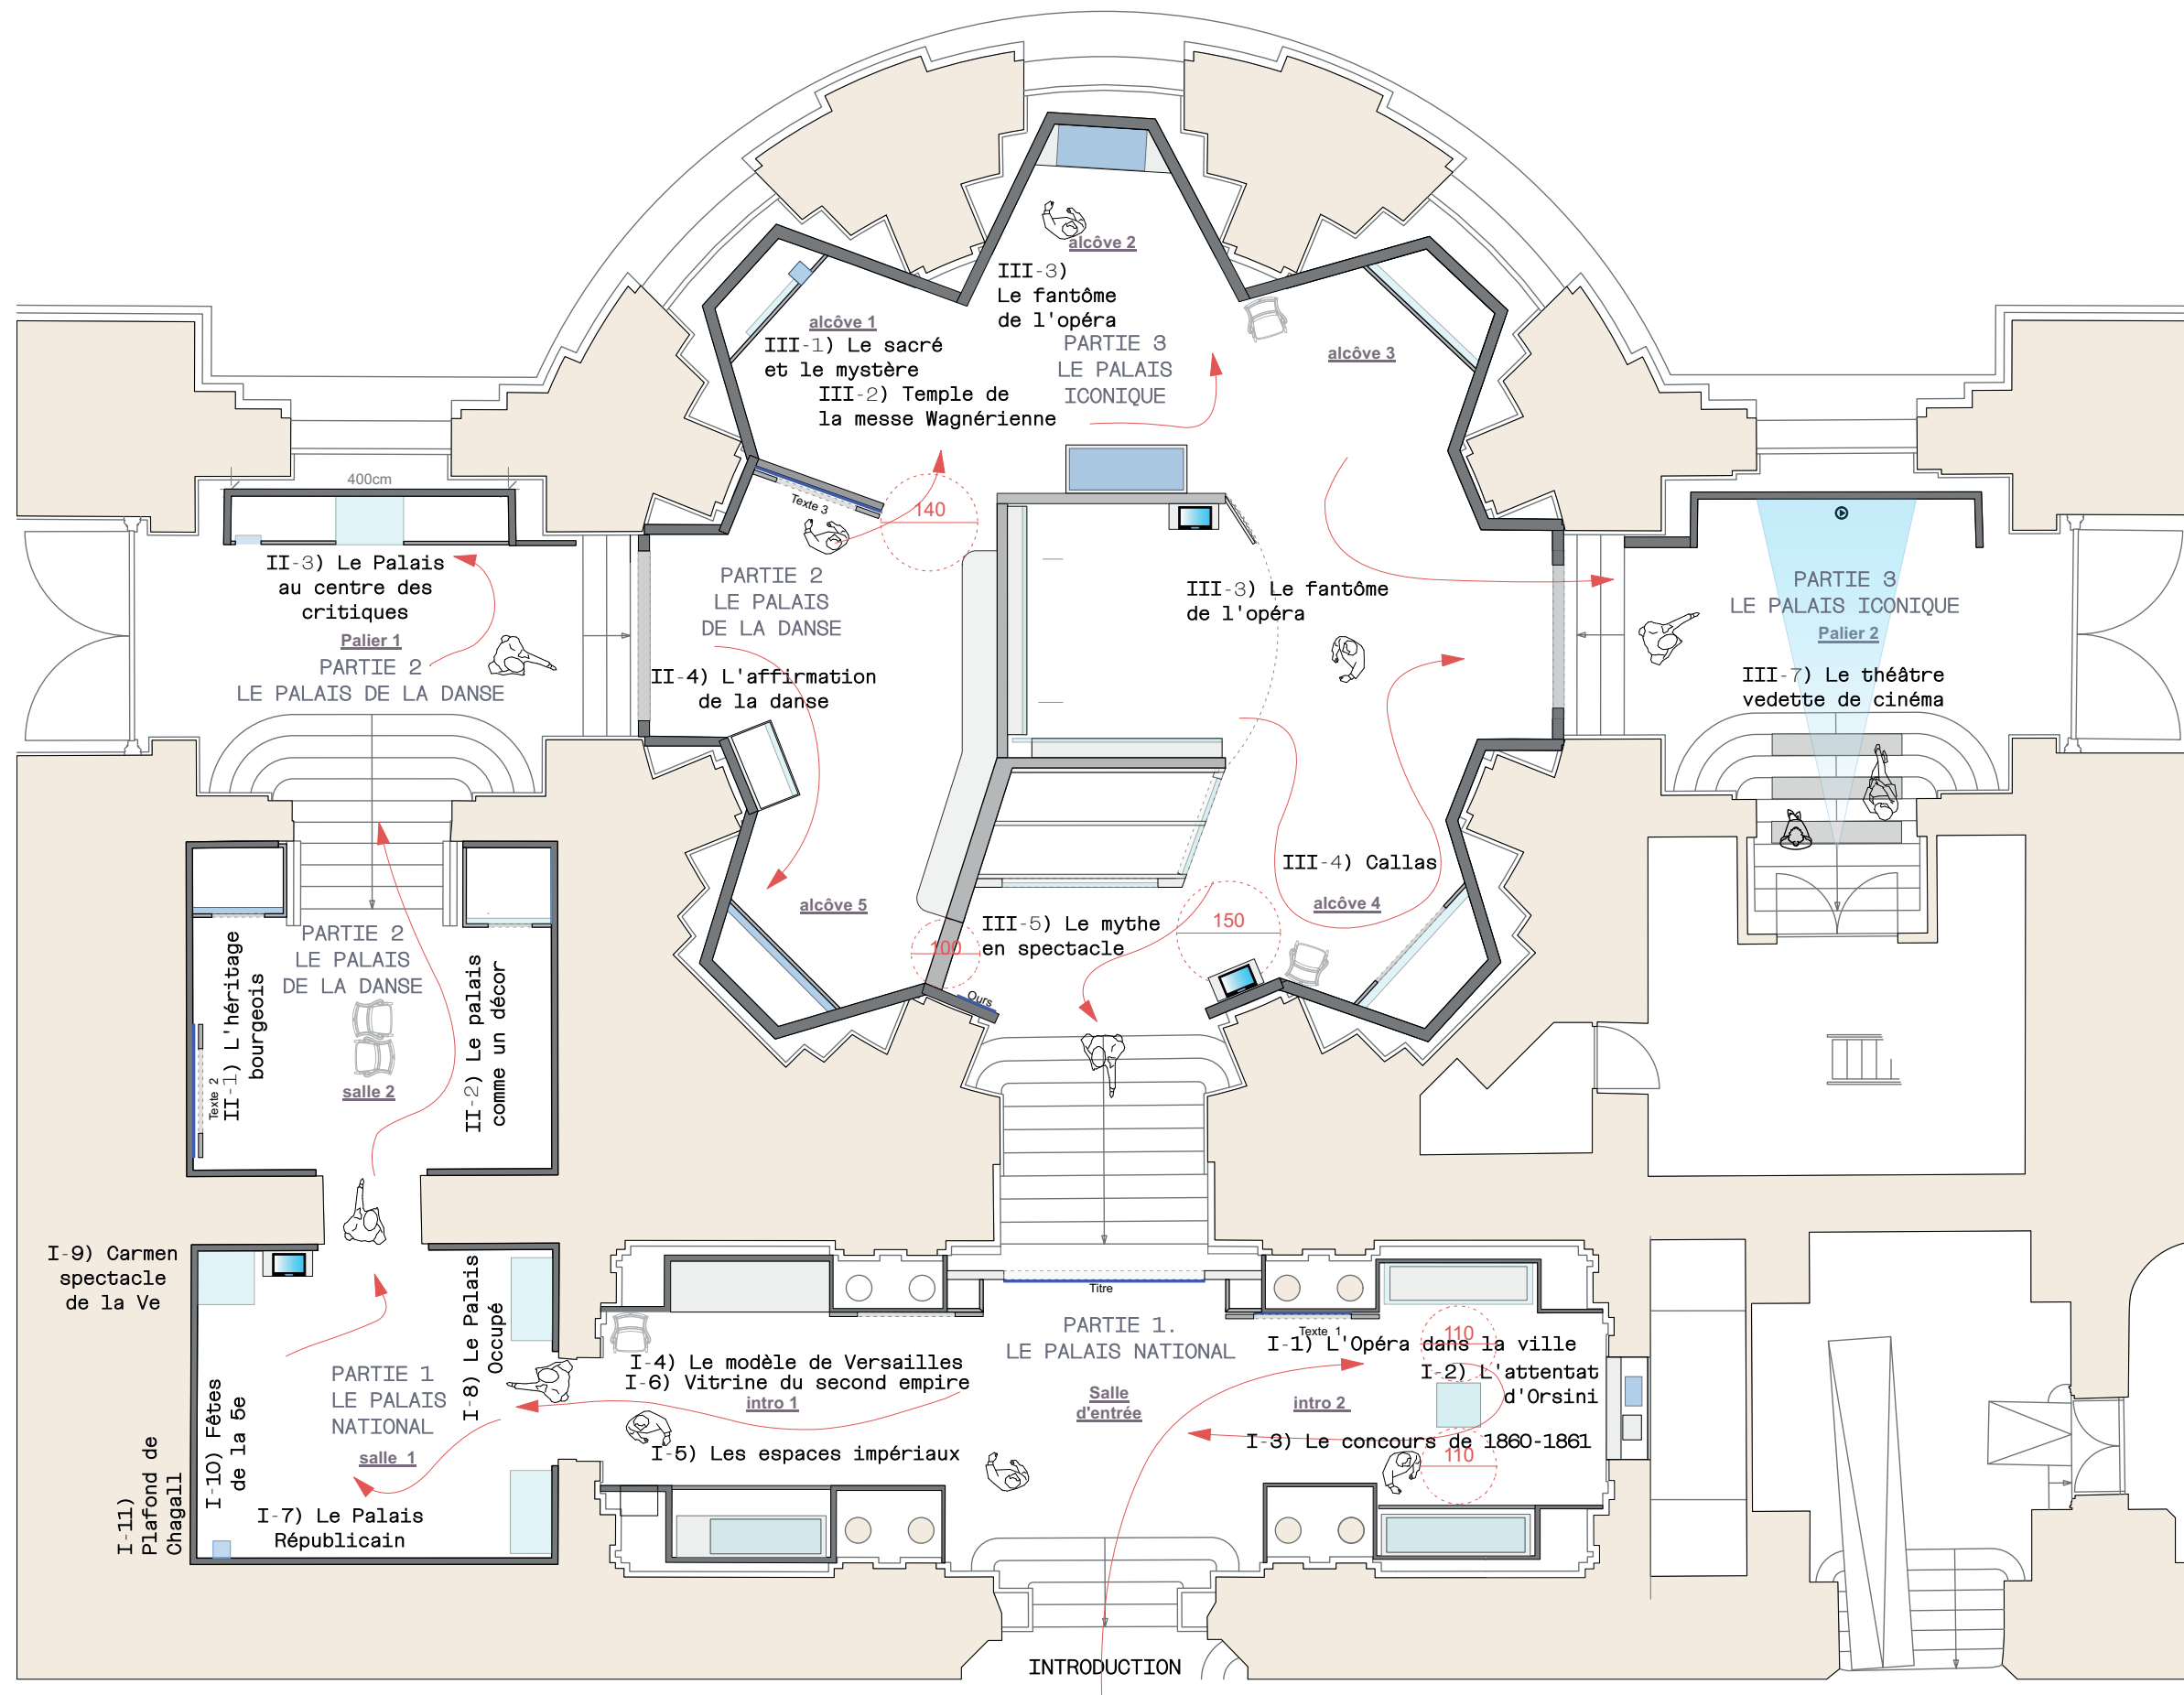 alcôve 2
III-3)
Le fantôme
de l'opéra
alcôve 1
III-1) Le sacré
et le mystère
III-2) Temple de
la messe Wagnérienne
PARTIE 3
LE PALAIS
ICONIQUE
alcôve 3
400cm
Texte 3
140
II-3) Le Palais
au centre des
critiques
Palier 1
PARTIE 2
LE PALAIS DE LA DANSE
PARTIE 2
LE PALAIS
DE LA DANSE
II-4) L'affirmation
de la danse
III-3) Le fantôme
de l'opéra
PARTIE 3
LE PALAIS ICONIQUE
Palier 2
III-7) Le théâtre
vedette de cinéma
III-4) Callas
alcôve 4
alcôve 5
III-5) Le mythe
en spectacle
150
100
Ours
PARTIE 2
LE PALAIS
DE LA DANSE
Texte 2
II-1) L'héritage
bourgeois
II-2) Le palais
comme un décor
salle 2
I-9) Carmen
spectacle
de la Ve
I-8) Le Palais
Occupé
PARTIE 1
LE PALAIS
NATIONAL
salle 1
I-10) Fêtes
de la 5e
I-11)
Plafond de
Chagall
I-7) Le Palais
Républicain
I-4) Le modèle de Versailles
I-6) Vitrine du second empire
intro 1
I-5) Les espaces impériaux
Titre
PARTIE 1.
LE PALAIS NATIONAL
Salle
d'entrée
intro 2
Texte 1
I-1) L'Opéra dans la ville
110
I-2) L'attentat
d'Orsini
I-3) Le concours de 1860-1861
110
INTRODUCTION